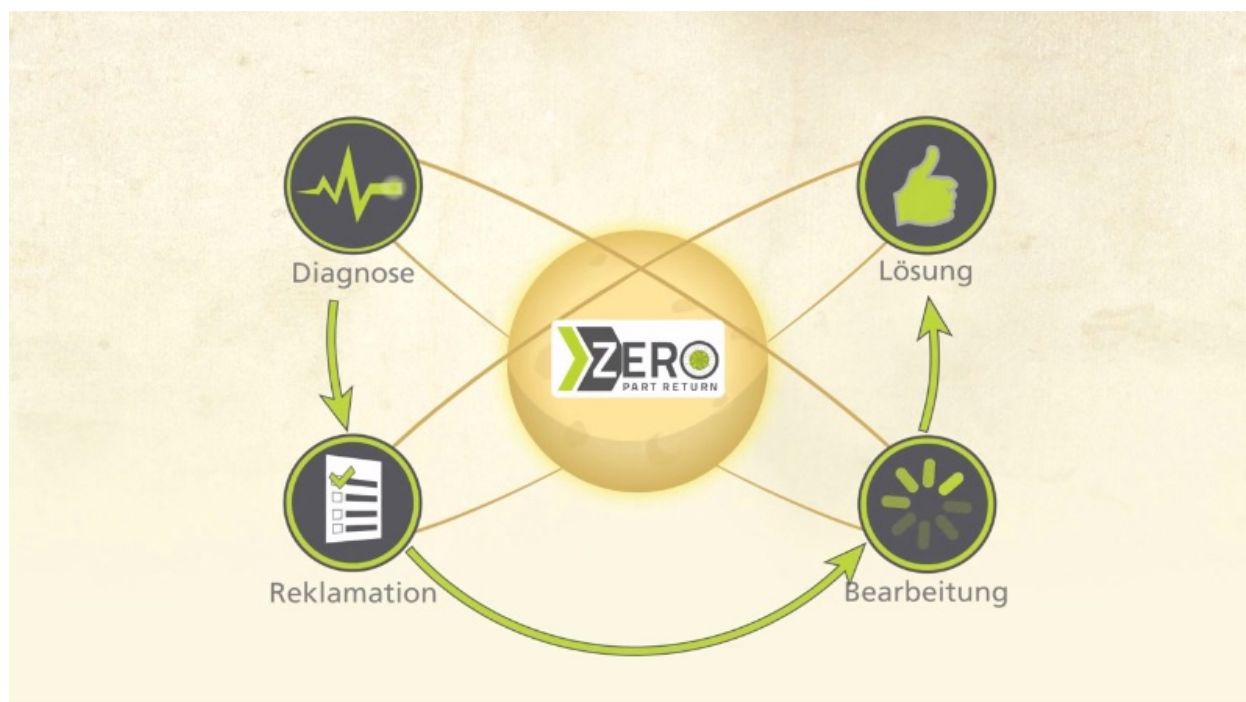 Diagnose
Lösung
ZERO
PART RETURN
Reklamation
Bearbeitung